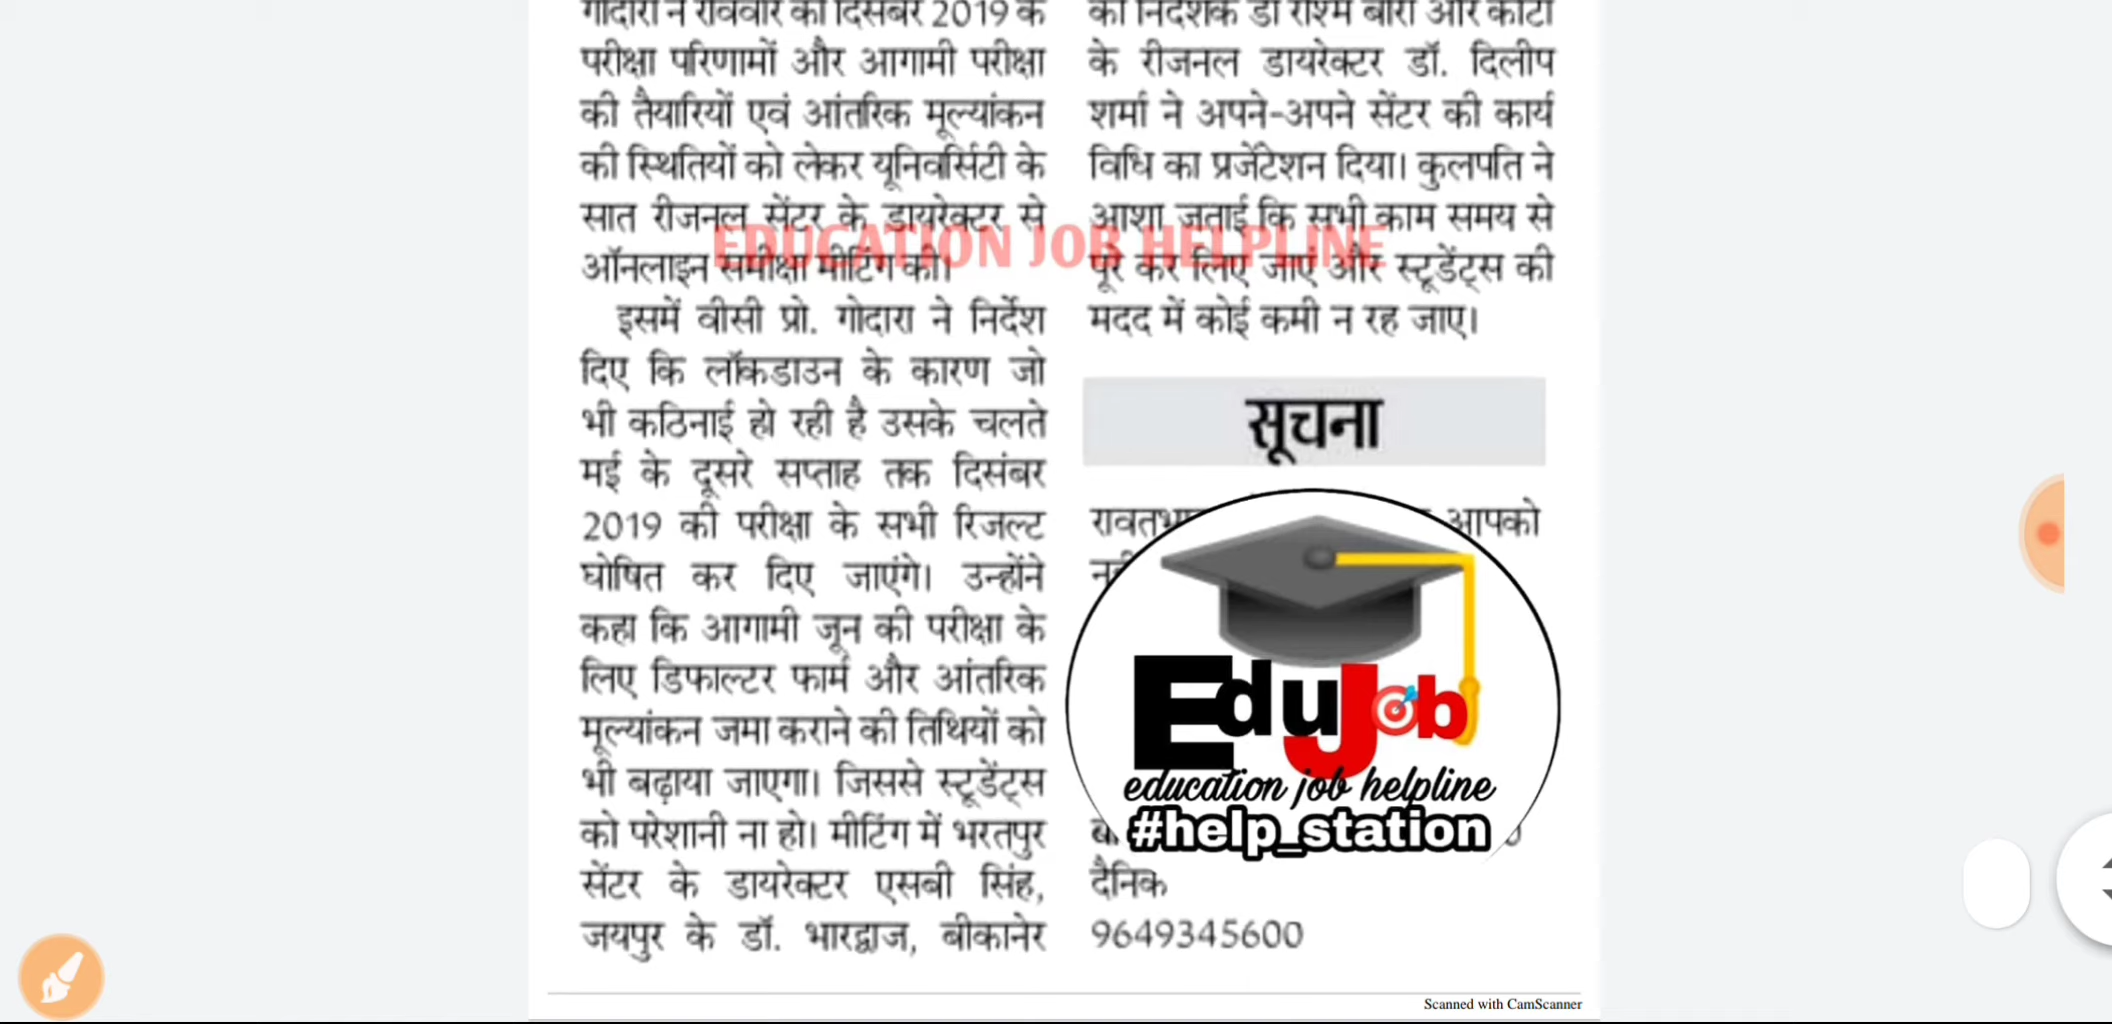 गोदारा ने रविवार को दिसंबर 2019 के
परीक्षा परिणामों और आगामी परीक्षा
की तैयारियों एवं आंतरिक मूल्यांकन
की स्थितियों को लेकर यूनिवर्सिटी के
सात रीजनल सेंटर के डायरेक्टर से
ऑनलाइन समीक्षा मीटिंग की।
इसमें वीसी प्रो. गोदारा ने निर्देश
दिए कि लॉकडाउन के कारण जो
भी कठिनाई हो रही है उसके चलते
मई के दूसरे सप्ताह तक दिसंबर
2019 की परीक्षा के सभी रिजल्ट
घोषित कर दिए जाएंगे। उन्होंने
कहा कि आगामी जून की परीक्षा के
लिए डिफाल्टर फार्म और आंतरिक
मूल्यांकन जमा कराने की तिथियों को
भी बढ़ाया जाएगा। जिससे स्टूडेंट्स
को परेशानी ना हो। मीटिंग में भरतपुर
सेंटर के डायरेक्टर एसबी सिंह,
जयपुर के डॉ. भारद्वाज, बीकानेर
की निदेशक डॉ रश्मि बोरा और कोटा
के रीजनल डायरेक्टर डॉ. दिलीप
शर्मा ने अपने-अपने सेंटर की कार्य
विधि का प्रजेंटेशन दिया। कुलपति ने
आशा जताई कि सभी काम समय से
पूरे कर लिए जाएं और स्टूडेंट्स की
मदद में कोई कमी न रह जाए।
EDUCATION JOB HELPLINE
सूचना
आपको
EduJob
education job helpline
#help_station
दैनिक
9649345600
Scanned with CamScanner